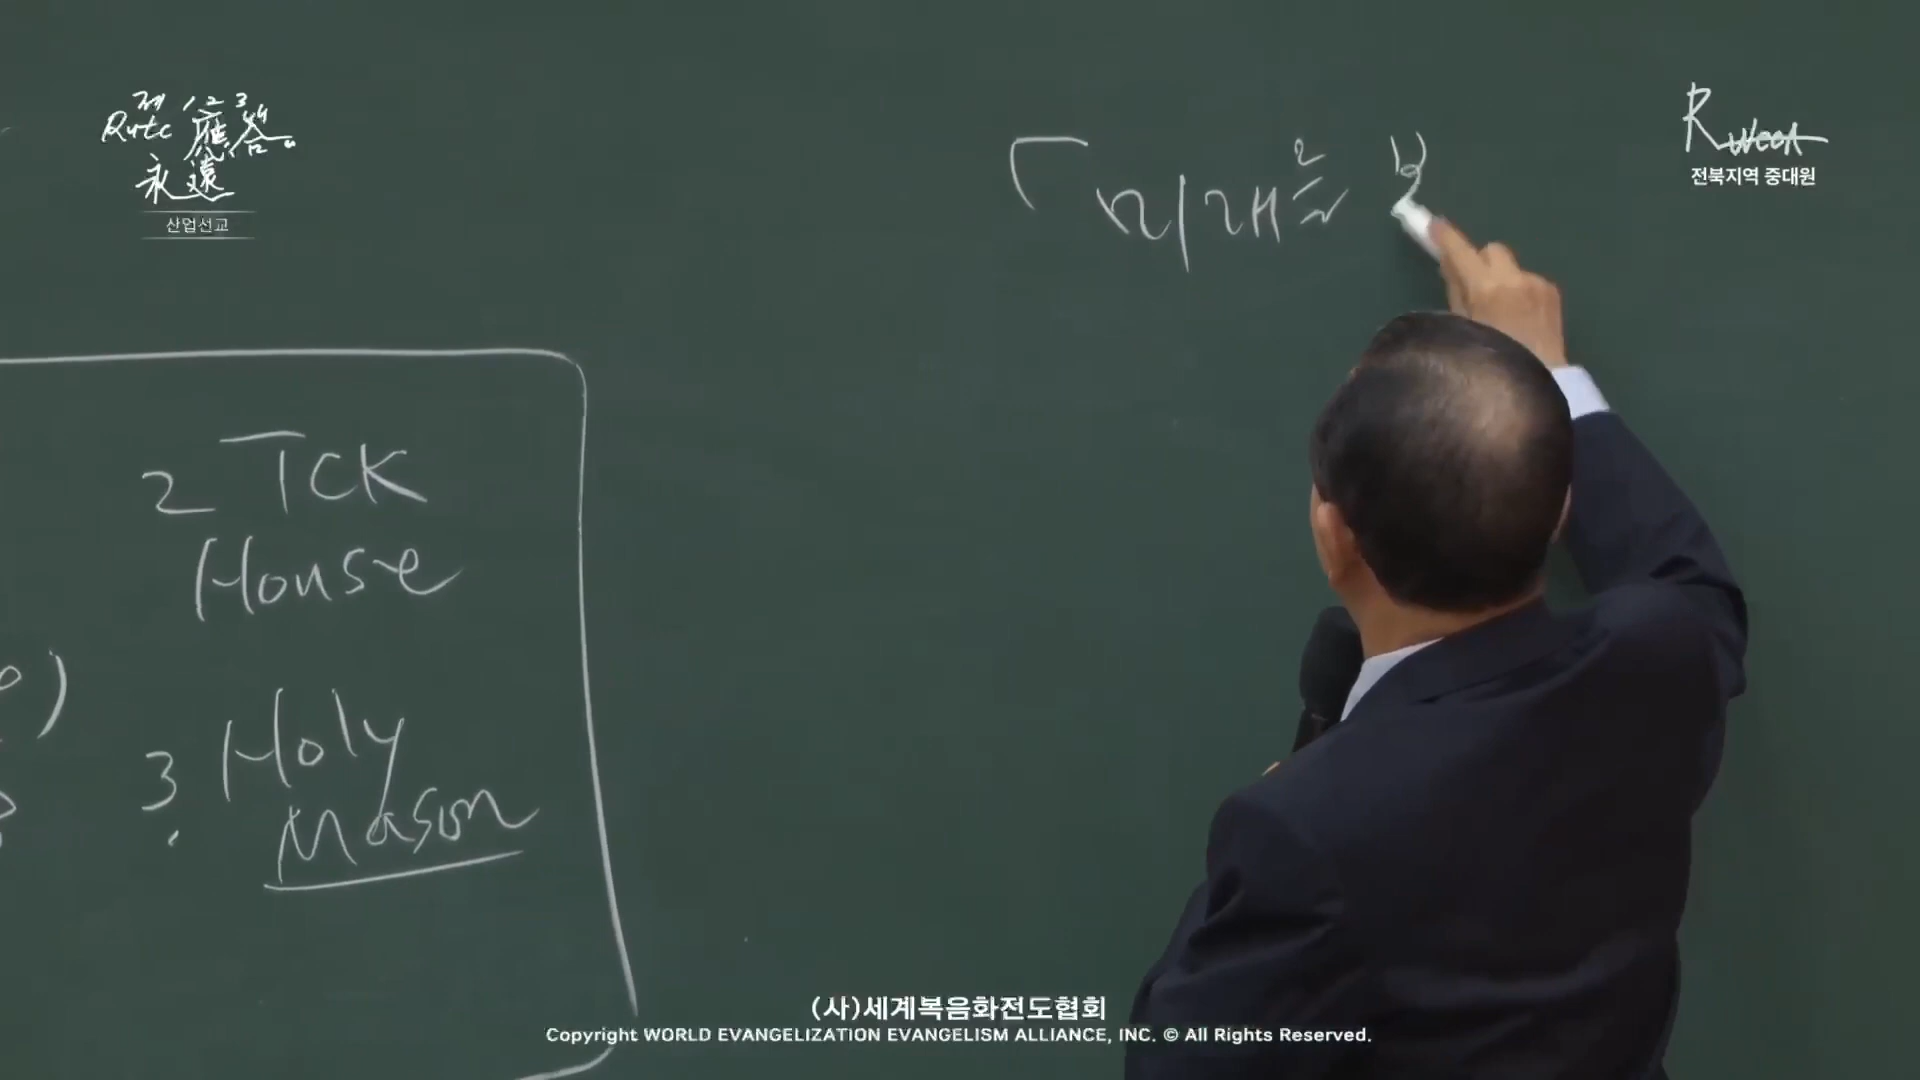 제 1 2 3
Rutc 應答
永遠
산업선교
R Week
전북지역 중대원
「미래를
2 TCK
House
3 Holy
Mason
(사)세계복음화전도협회
Copyright WORLD EVANGELIZATION EVANGELISM ALLIANCE, INC. © All Rights Reserved.